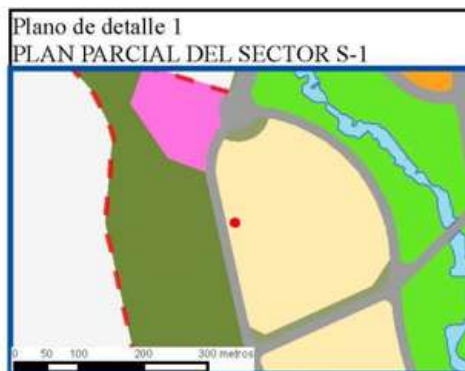 Plano de detalle 1
PLAN PARCIAL DEL SECTOR S-1
0 50 100 200 300 metros